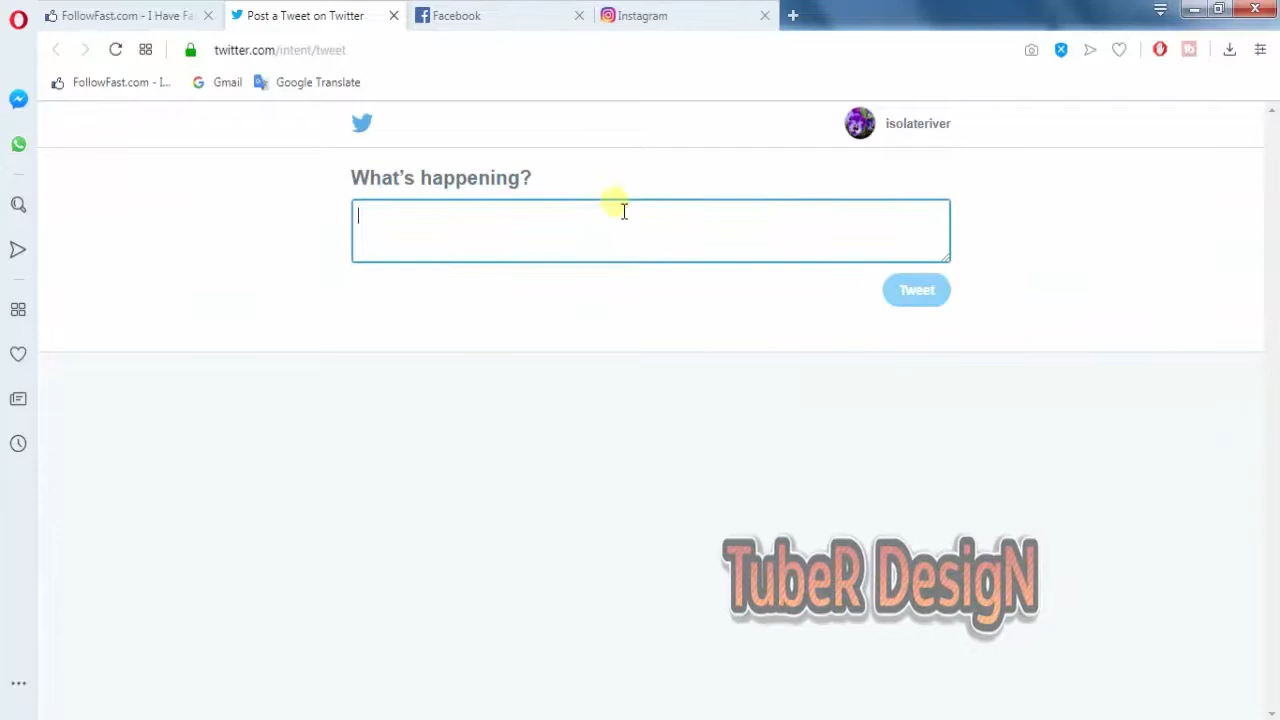 FollowFast.com - I Have Fa
Post a Tweet on Twitter
Facebook
Instagram
twitter.com/intent/tweet
FollowFast.com - I...
Gmail
Google Translate
isolateriver
What's happening?
Tweet
TubeR DesigN